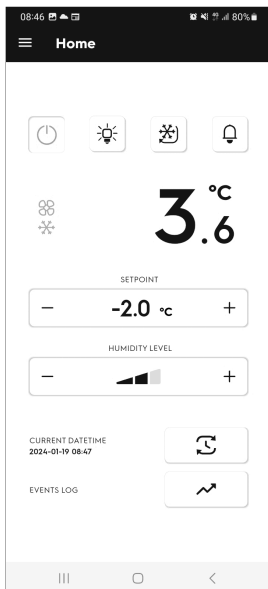 08:46 80%
Home
3.6 °C
SETPOINT
− -2.0 °C +
HUMIDITY LEVEL
− +
CURRENT DATETIME
2024-01-19 08:47
EVENTS LOG